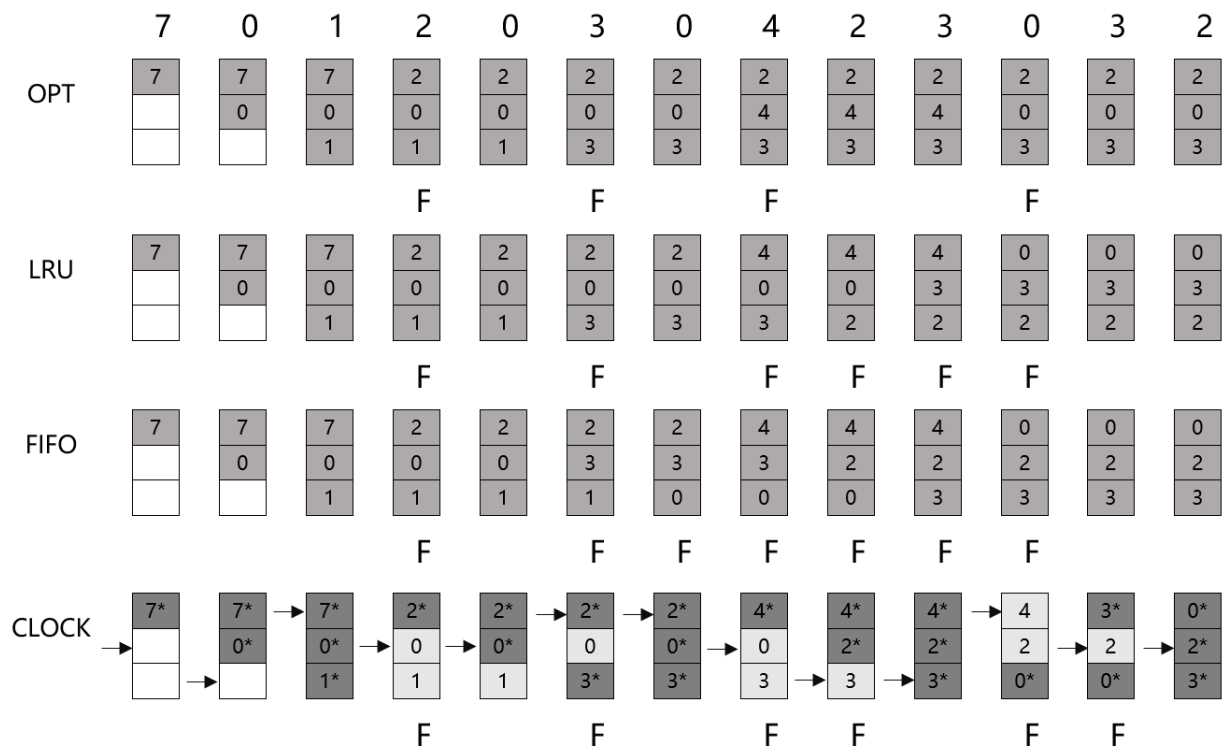 7 0 1 2 0 3 0 4 2 3 0 3 2
7 7 7 2 2 2 2 2 2 2 2 2 2
OPT
0 0 0 0 0 0 4 4 4 0 0 0
1 1 1 3 3 3 3 3 3 3 3
F F F F
7 7 7 2 2 2 2 4 4 4 0 0 0
LRU
0 0 0 0 0 0 0 0 3 3 3 3
1 1 1 3 3 3 2 2 2 2 2
F F F F F F
7 7 7 2 2 2 2 4 4 4 0 0 0
FIFO
0 0 0 0 3 3 3 2 2 2 2 2
1 1 1 1 0 0 0 3 3 3 3
F F F F F F F
7* 7* 7* 2* 2* 2* 2* 4* 4* 4* 4 3* 0*
CLOCK
0* 0* 0 0* 0 0* 0 2* 2* 2 2 2*
1* 1 1 3* 3* 3 3 3* 0* 0* 3*
F F F F F F